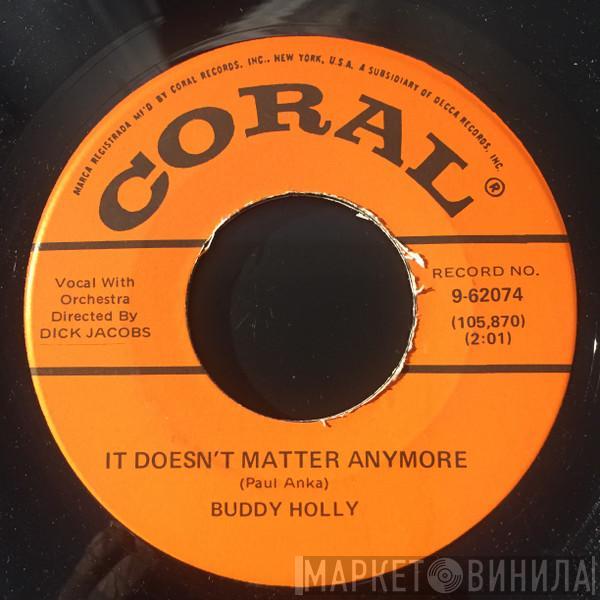 MARCA REGISTRADA MF'D BY CORAL RECORDS, INC., NEW YORK, U.S.A. A SUBSIDIARY OF DECCA RECORDS, INC.
CORAL®
Vocal With
Orchestra
Directed By
DICK JACOBS
RECORD NO.
9-62074
(105,870)
(2:01)
IT DOESN'T MATTER ANYMORE
(Paul Anka)
BUDDY HOLLY
МАРКЕТ ВИНИЛА